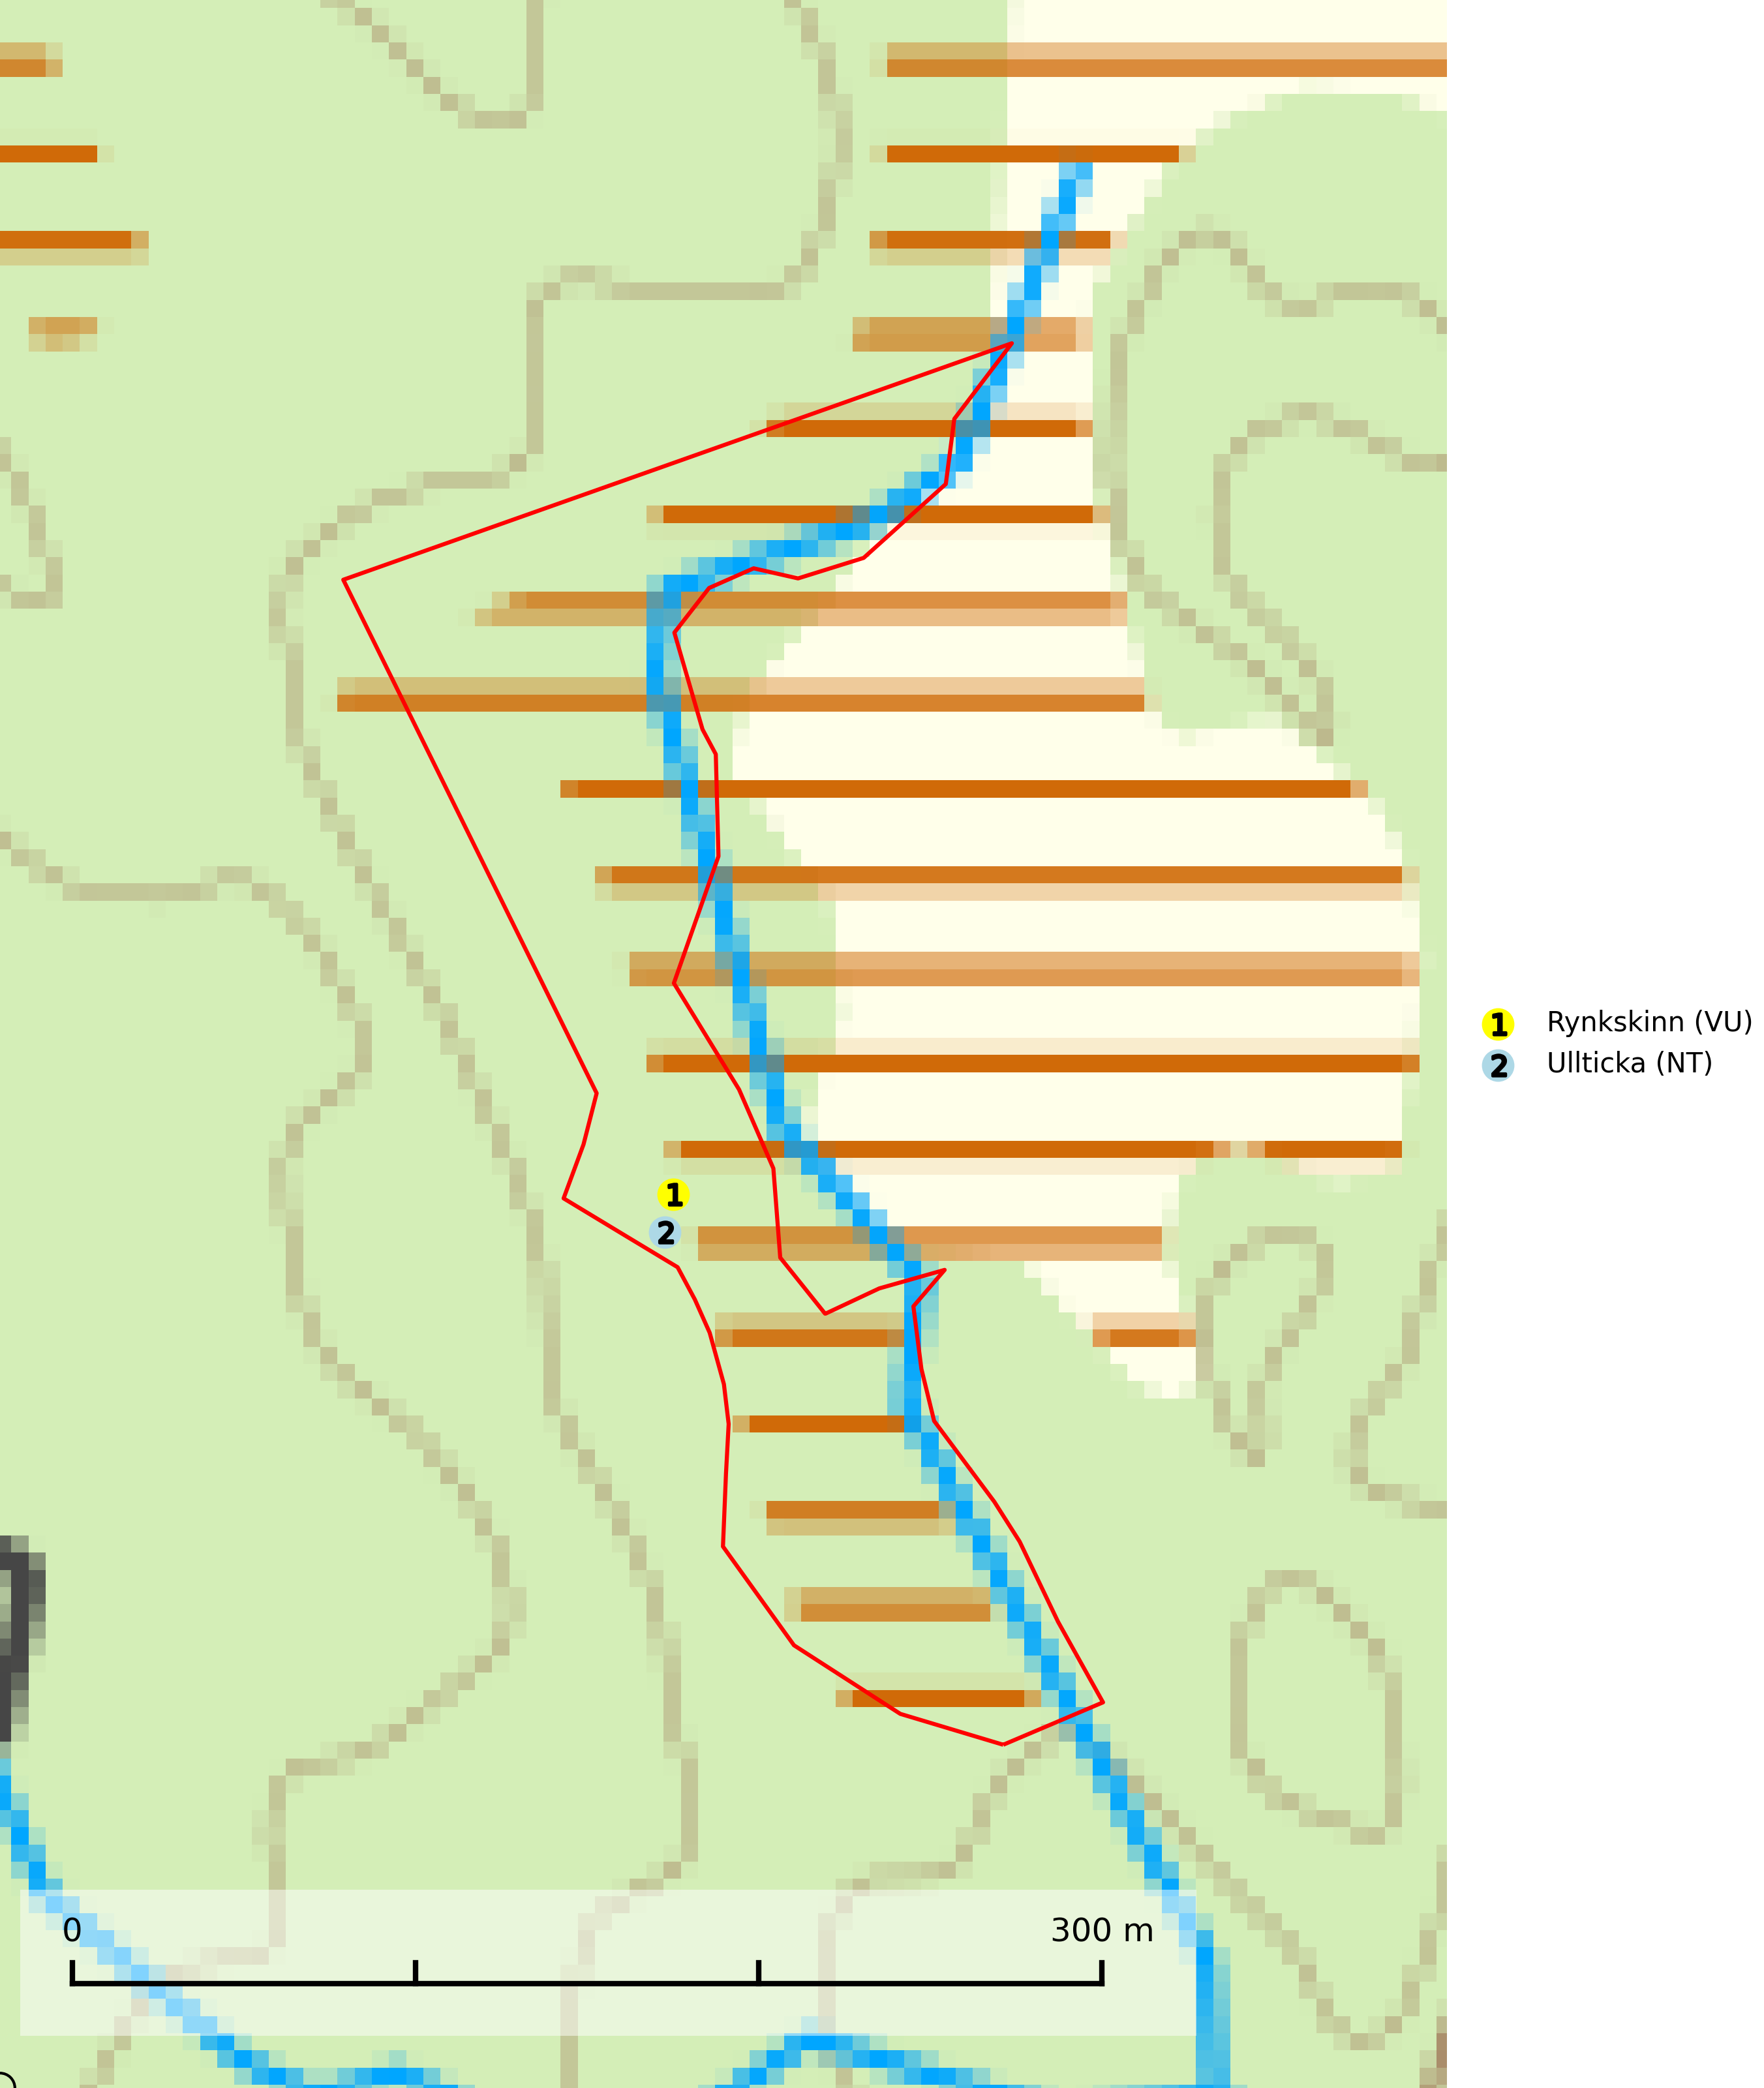 1 Rynkskinn (VU)
2 Ullticka (NT)
1
2
0 300 m